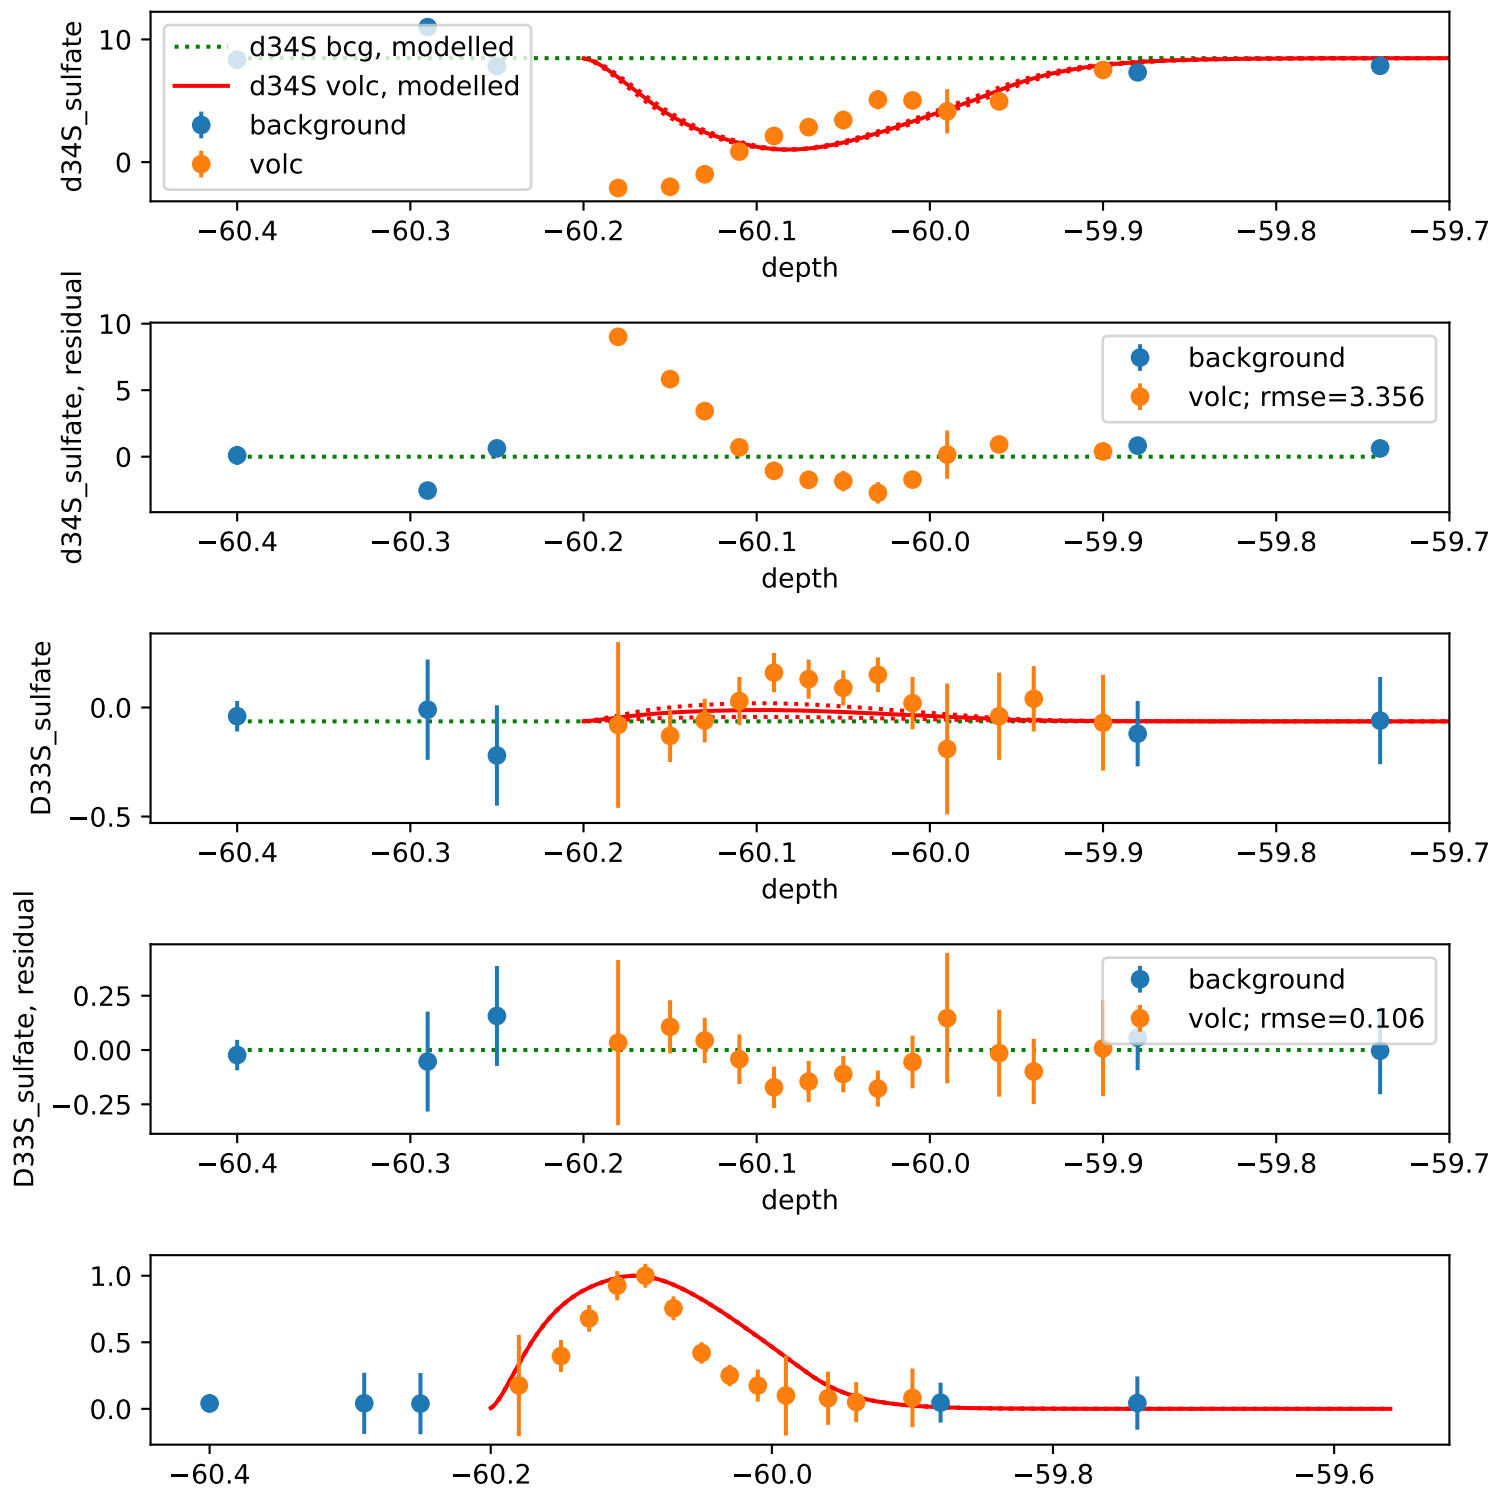 d34S_sulfate
10
0
d34S bcg, modelled
d34S volc, modelled
background
volc
−60.4 −60.3 −60.2 −60.1 −60.0 −59.9 −59.8 −59.7
depth
d34S_sulfate, residual
10
5
0
background
volc; rmse=3.356
−60.4 −60.3 −60.2 −60.1 −60.0 −59.9 −59.8 −59.7
depth
D33S_sulfate
0.0
−0.5
−60.4 −60.3 −60.2 −60.1 −60.0 −59.9 −59.8 −59.7
depth
D33S_sulfate, residual
0.25
0.00
−0.25
background
volc; rmse=0.106
−60.4 −60.3 −60.2 −60.1 −60.0 −59.9 −59.8 −59.7
depth
1.0
0.5
0.0
−60.4 −60.2 −60.0 −59.8 −59.6